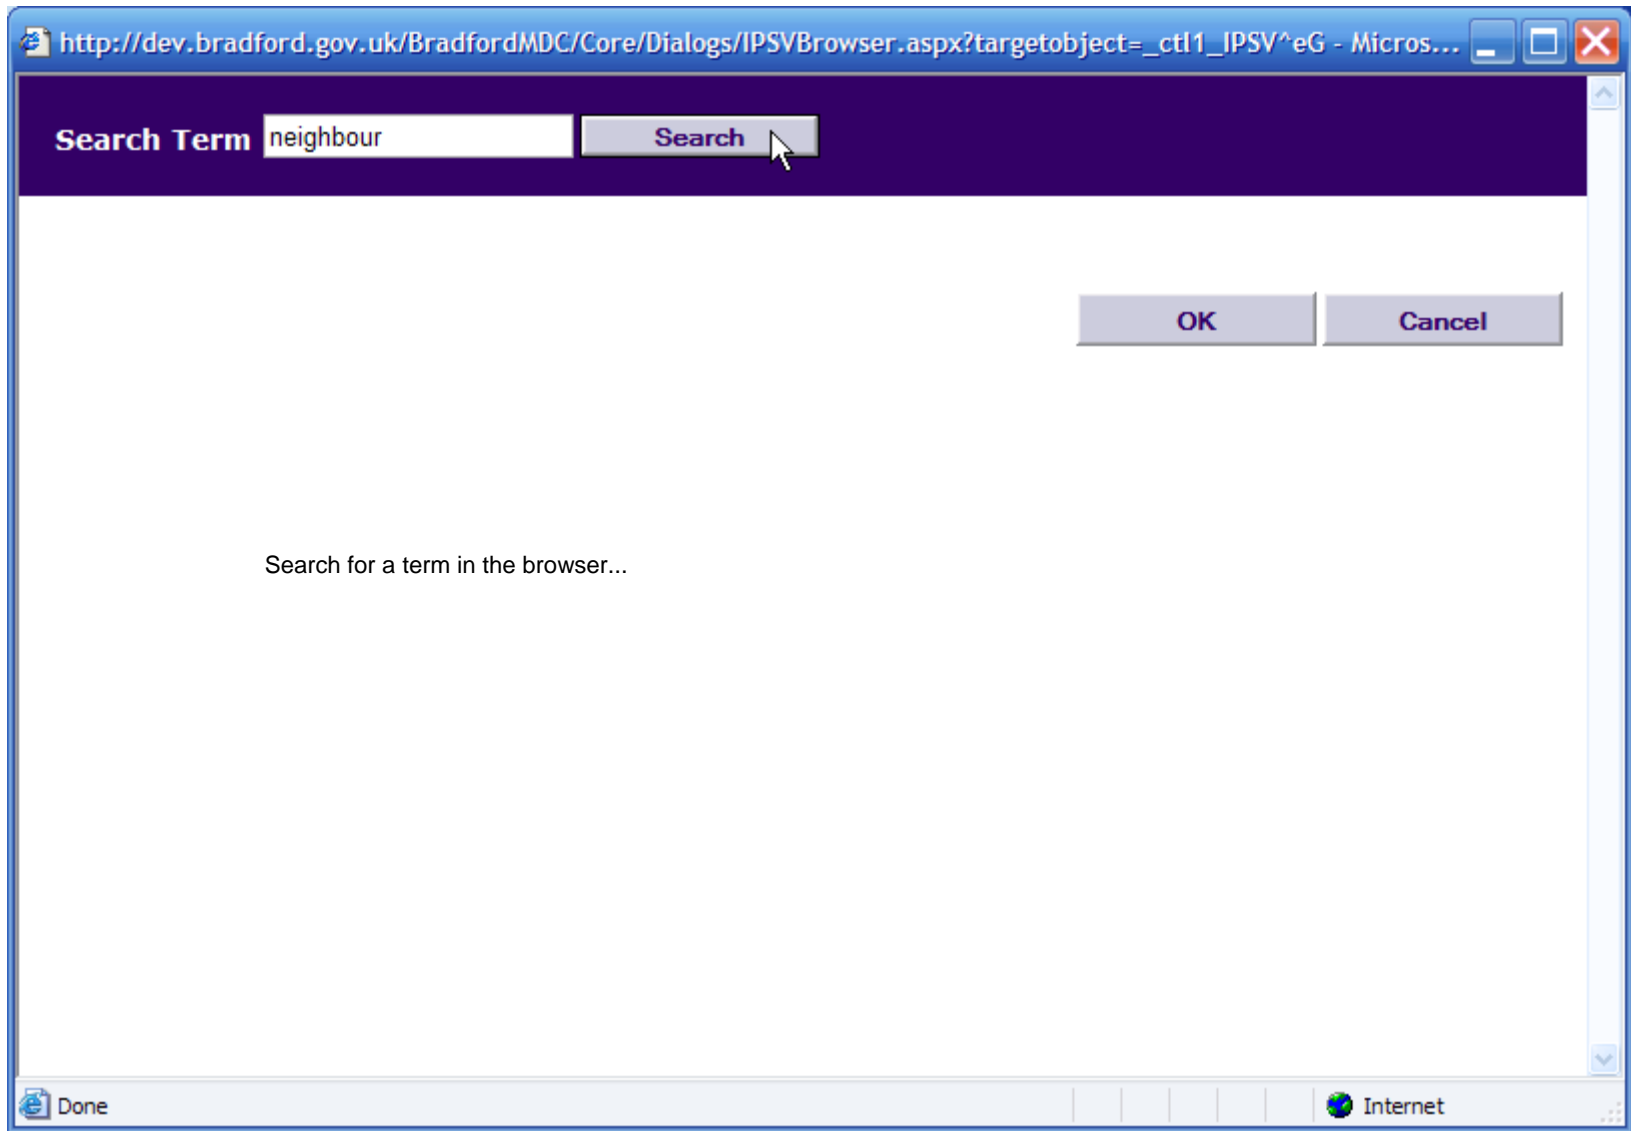 http://dev.bradford.gov.uk/BradfordMDC/Core/Dialogs/IPSVBrowser.aspx?targetobject=_ctl1_IPSV^eG - Micros...
Search Term neighbour Search
OK Cancel
Search for a term in the browser...
Done Internet